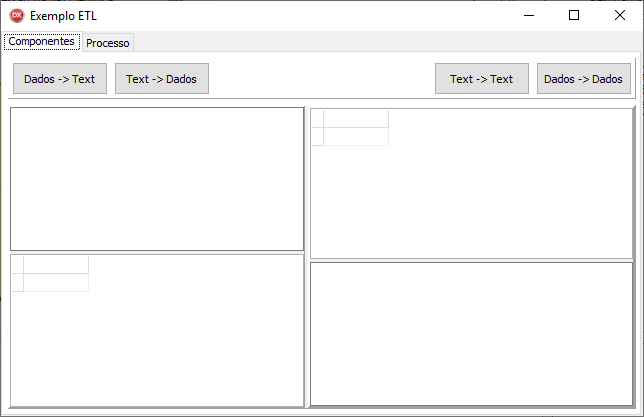 DX Exemplo ETL
Componentes Processo
Dados -> Text Text -> Dados Text -> Text Dados -> Dados